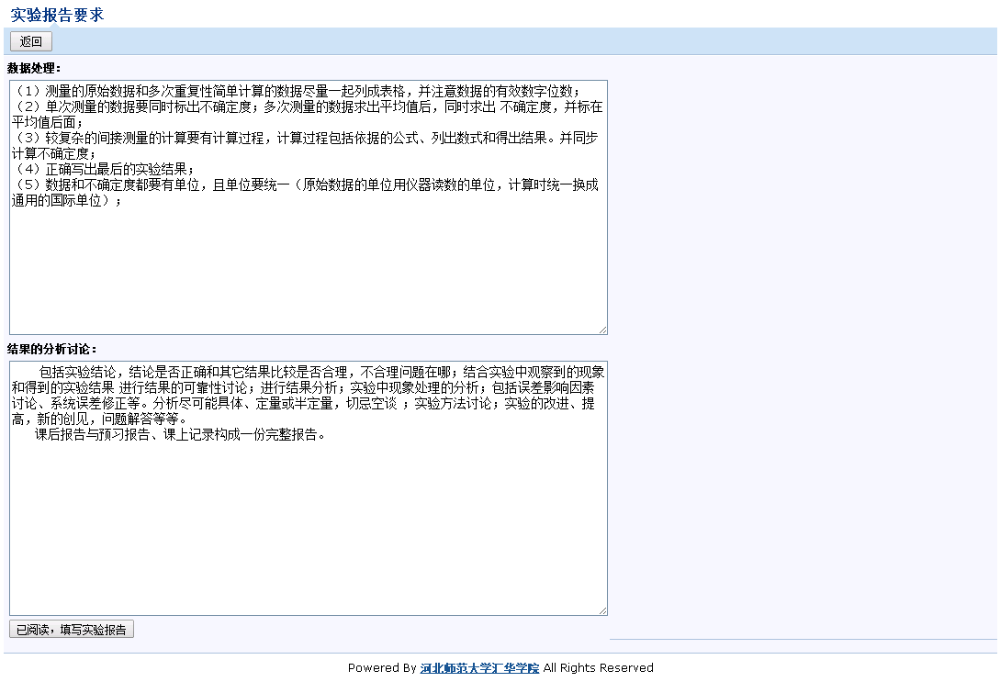 实验报告要求
返回
数据处理：
（1）测量的原始数据和多次重复性简单计算的数据尽量一起列成表格，并注意数据的有效数字位数；
（2）单次测量的数据要同时标出不确定度；多次测量的数据求出平均值后，同时求出 不确定度，并标在
平均值后面；
（3）较复杂的间接测量的计算要有计算过程，计算过程包括依据的公式、列出数式和得出结果。并同步
计算不确定度；
（4）正确写出最后的实验结果；
（5）数据和不确定度都要有单位，且单位要统一（原始数据的单位用仪器读数的单位，计算时统一换成
通用的国际单位）；
结果的分析讨论：
包括实验结论，结论是否正确和其它结果比较是否合理，不合理问题在哪；结合实验中观察到的现象
和得到的实验结果 进行结果的可靠性讨论；进行结果分析；实验中现象处理的分析；包括误差影响因素
讨论、系统误差修正等。分析尽可能具体、定量或半定量，切忌空谈 ；实验方法讨论；实验的改进、提
高，新的创见，问题解答等等。
课后报告与预习报告、课上记录构成一份完整报告。
已阅读，填写实验报告
Powered By 河北师范大学汇华学院 All Rights Reserved